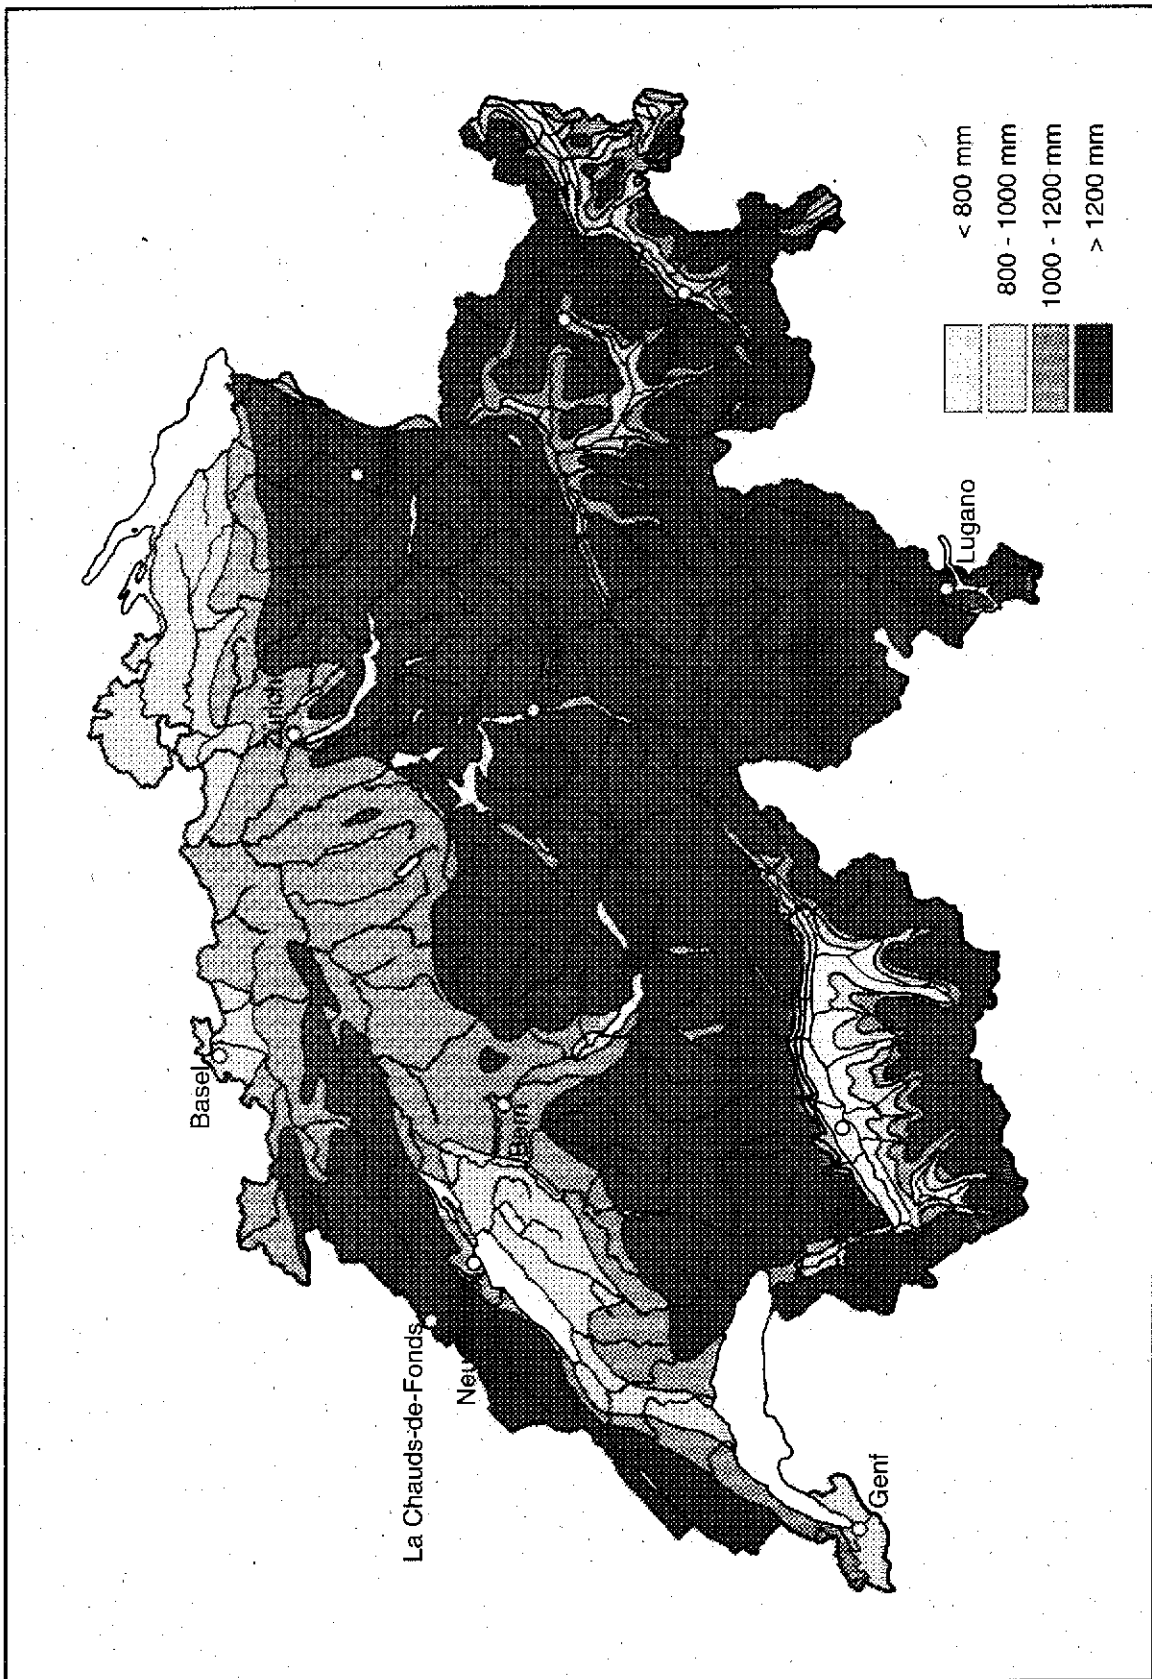 Basel
Zürich
La Chauds-de-Fonds
Neu
Bern
Genf
Lugano
< 800 mm
800 - 1000 mm
1000 - 1200 mm
> 1200 mm